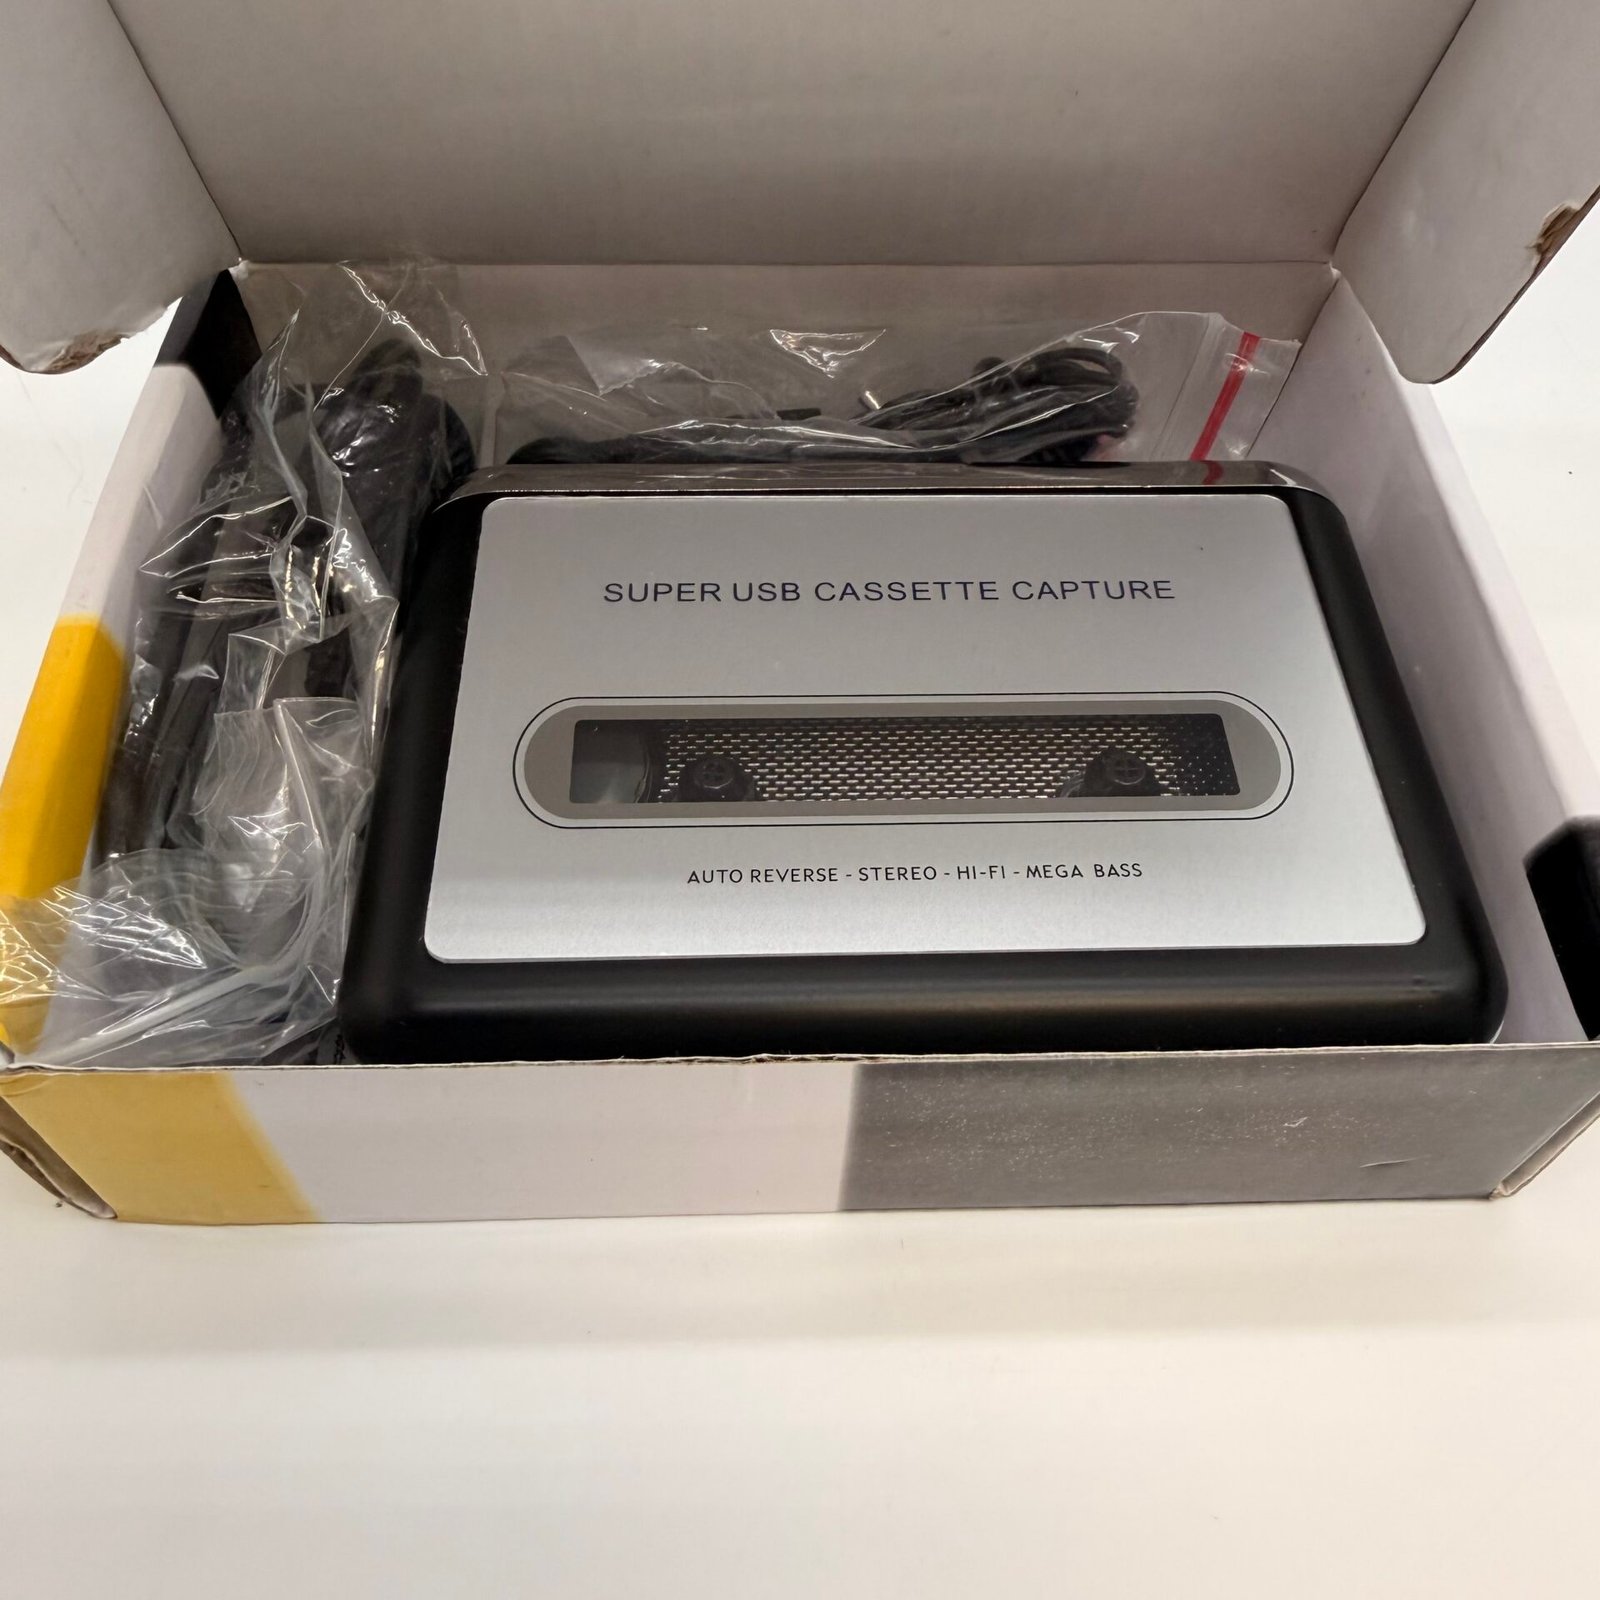 SUPER USB CASSETTE CAPTURE
AUTO REVERSE - STEREO - HI-FI - MEGA BASS